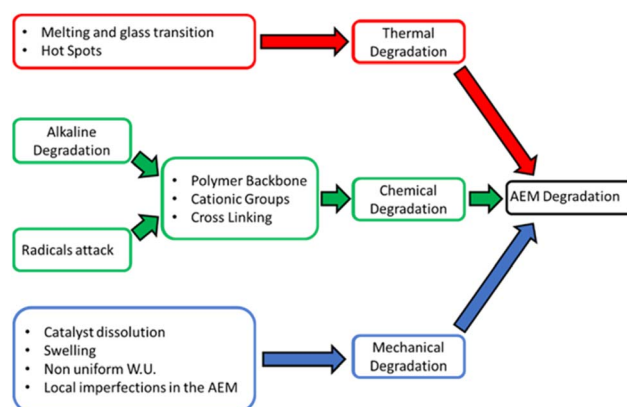 • Melting and glass transition
• Hot Spots
Thermal
Degradation
Alkaline
Degradation
Radicals attack
• Polymer Backbone
• Cationic Groups
• Cross Linking
Chemical
Degradation
AEM Degradation
• Catalyst dissolution
• Swelling
• Non uniform W.U.
• Local imperfections in the AEM
Mechanical
Degradation